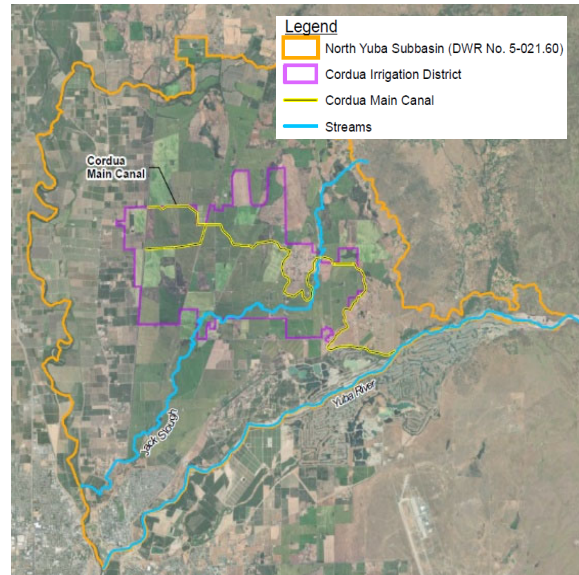 Legend
North Yuba Subbasin (DWR No. 5-021.60)
Cordua Irrigation District
Cordua Main Canal
Streams
Cordua
Main Canal
Yuba River
Jack Slough